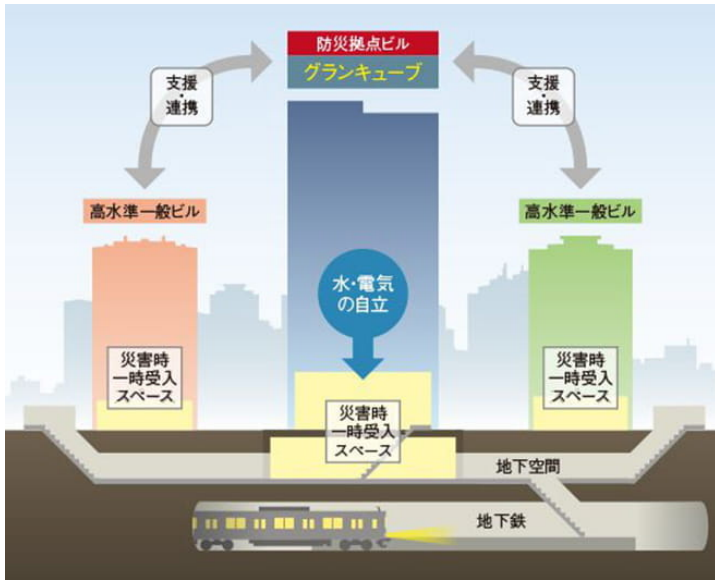 防災拠点ビル
グランキューブ
支援
・
連携
支援
・
連携
高水準一般ビル
高水準一般ビル
水・電気
の自立
災害時
一時受入
スペース
災害時
一時受入
スペース
災害時
一時受入
スペース
地下空間
地下鉄